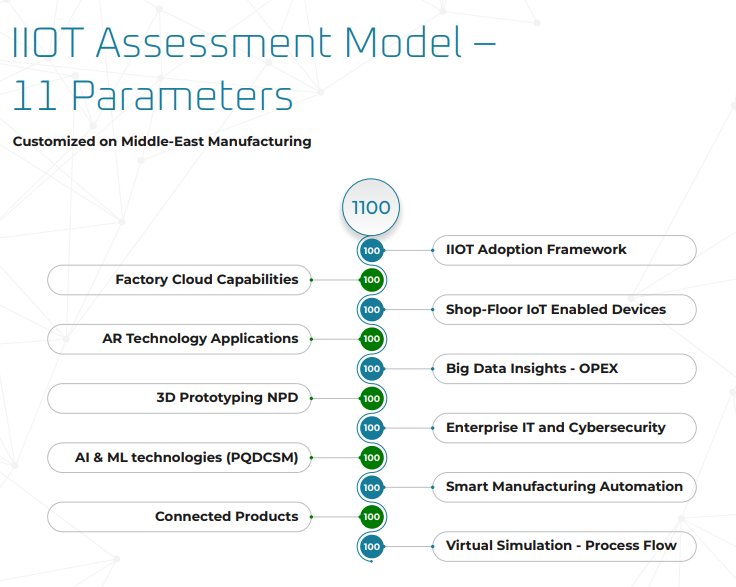 IIOT Assessment Model –
11 Parameters
Customized on Middle-East Manufacturing
1100
100 IIOT Adoption Framework
Factory Cloud Capabilities 100
100 Shop-Floor IoT Enabled Devices
AR Technology Applications 100
100 Big Data Insights - OPEX
3D Prototyping NPD 100
100 Enterprise IT and Cybersecurity
AI & ML technologies (PQDCSM) 100
100 Smart Manufacturing Automation
Connected Products 100
100 Virtual Simulation - Process Flow